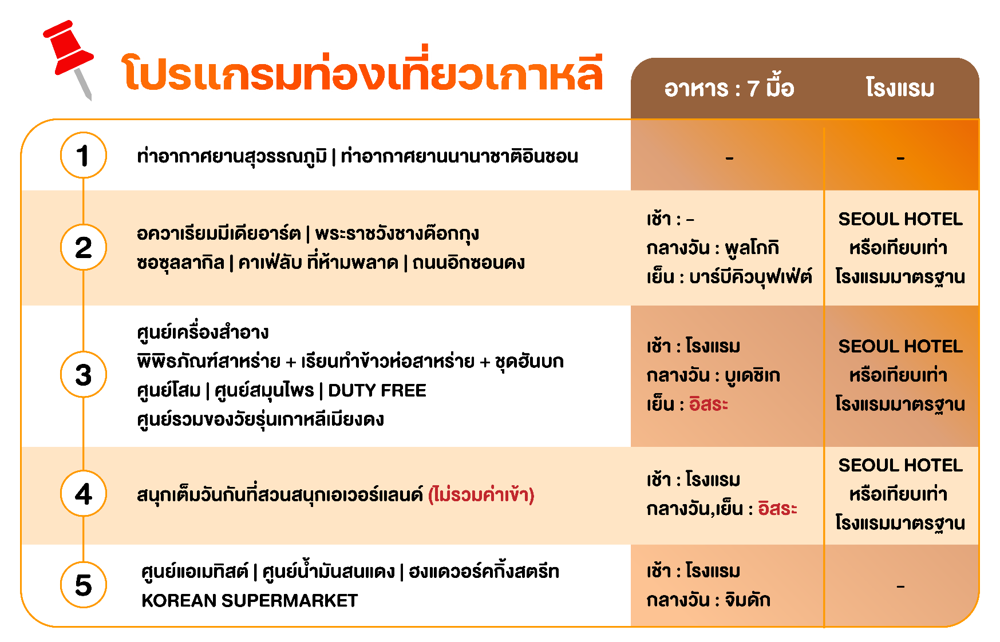 โปรแกรมท่องเที่ยวเกาหลี
อาหาร : 7 มื้อ
โรงแรม
1
ท่าอากาศยานสุวรรณภูมิ | ท่าอากาศยานนานาชาติอินชอน
-
-
2
อควาเรียมมีเดียอาร์ต | พระราชวังชางด๊อกกุง
ซอซุลลากิล | คาเฟ่ลับ ที่ห้ามพลาด | ถนนอิกซอนดง
เช้า : -
กลางวัน : พูลโกกิ
เย็น : บาร์บีคิวบุฟเฟ่ต์
SEOUL HOTEL
หรือเทียบเท่า
โรงแรมมาตรฐาน
3
ศูนย์เครื่องสำอาง
พิพิธภัณฑ์สาหร่าย + เรียนทำข้าวห่อสาหร่าย + ชุดฮันบก
ศูนย์โสม | ศูนย์สมุนไพร | DUTY FREE
ศูนย์รวมของวัยรุ่นเกาหลีเมียงดง
เช้า : โรงแรม
กลางวัน : บูเดชิเก
เย็น : อิสระ
SEOUL HOTEL
หรือเทียบเท่า
โรงแรมมาตรฐาน
4
สนุกเต็มวันกันที่สวนสนุกเอเวอร์แลนด์ (ไม่รวมค่าเข้า)
เช้า : โรงแรม
กลางวัน,เย็น : อิสระ
SEOUL HOTEL
หรือเทียบเท่า
โรงแรมมาตรฐาน
5
ศูนย์แอเมทิสต์ | ศูนย์น้ำมันสนแดง | ฮงแดวอร์คกิ้งสตรีท
KOREAN SUPERMARKET
เช้า : โรงแรม
กลางวัน : จิมดัก
-